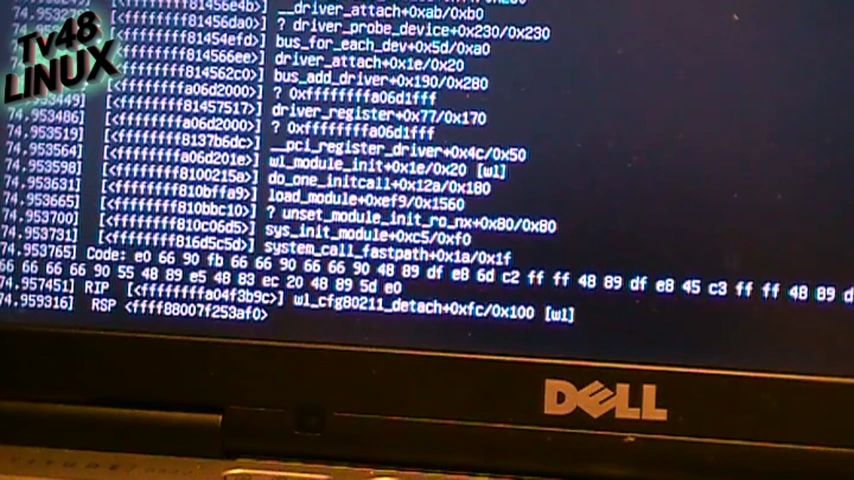 [<ffffffff81456e4b>] __driver_attach+0xab/0xb0
74.953279] [<ffffffff81456da0>] ? driver_probe_device+0x230/0x230
[<ffffffff81454efd>] bus_for_each_dev+0x5d/0xa0
[<ffffffff814566ee>] driver_attach+0x1e/0x20
[<ffffffff814562c0>] bus_add_driver+0x190/0x280
[<ffffffffa06d2000>] ? 0xffffffffa06d1fff
74.953449] [<ffffffff81457517>] driver_register+0x77/0x170
74.953486] [<ffffffffa06d2000>] ? 0xffffffffa06d1fff
74.953519] [<ffffffff8137b6dc>] __pci_register_driver+0x4c/0x50
74.953564] [<ffffffffa06d201e>] wl_module_init+0x1e/0x20 [wl]
74.953598] [<ffffffff8100215a>] do_one_initcall+0x12a/0x180
74.953631] [<ffffffff810bffa9>] load_module+0xef9/0x1560
74.953665] [<ffffffff810bbc10>] ? unset_module_init_ro_nx+0x80/0x80
74.953700] [<ffffffff810c06d5>] sys_init_module+0xc5/0xf0
74.953731] [<ffffffff816d5c5d>] system_call_fastpath+0x1a/0x1f
74.953765] Code: e0 66 90 fb 66 66 90 66 66 90 48 89 df e8 6d c2 ff ff 48 89 df e8 45 c3 ff ff 48 89 d
66 66 66 66 90 55 48 89 e5 48 83 ec 20 48 89 5d e0
74.957451] RIP [<ffffffffa04f3b9c>] wl_cfg80211_detach+0xfc/0x100 [wl]
74.959316] RSP <ffff88007f253af0>
Tv48
LINUX
DELL